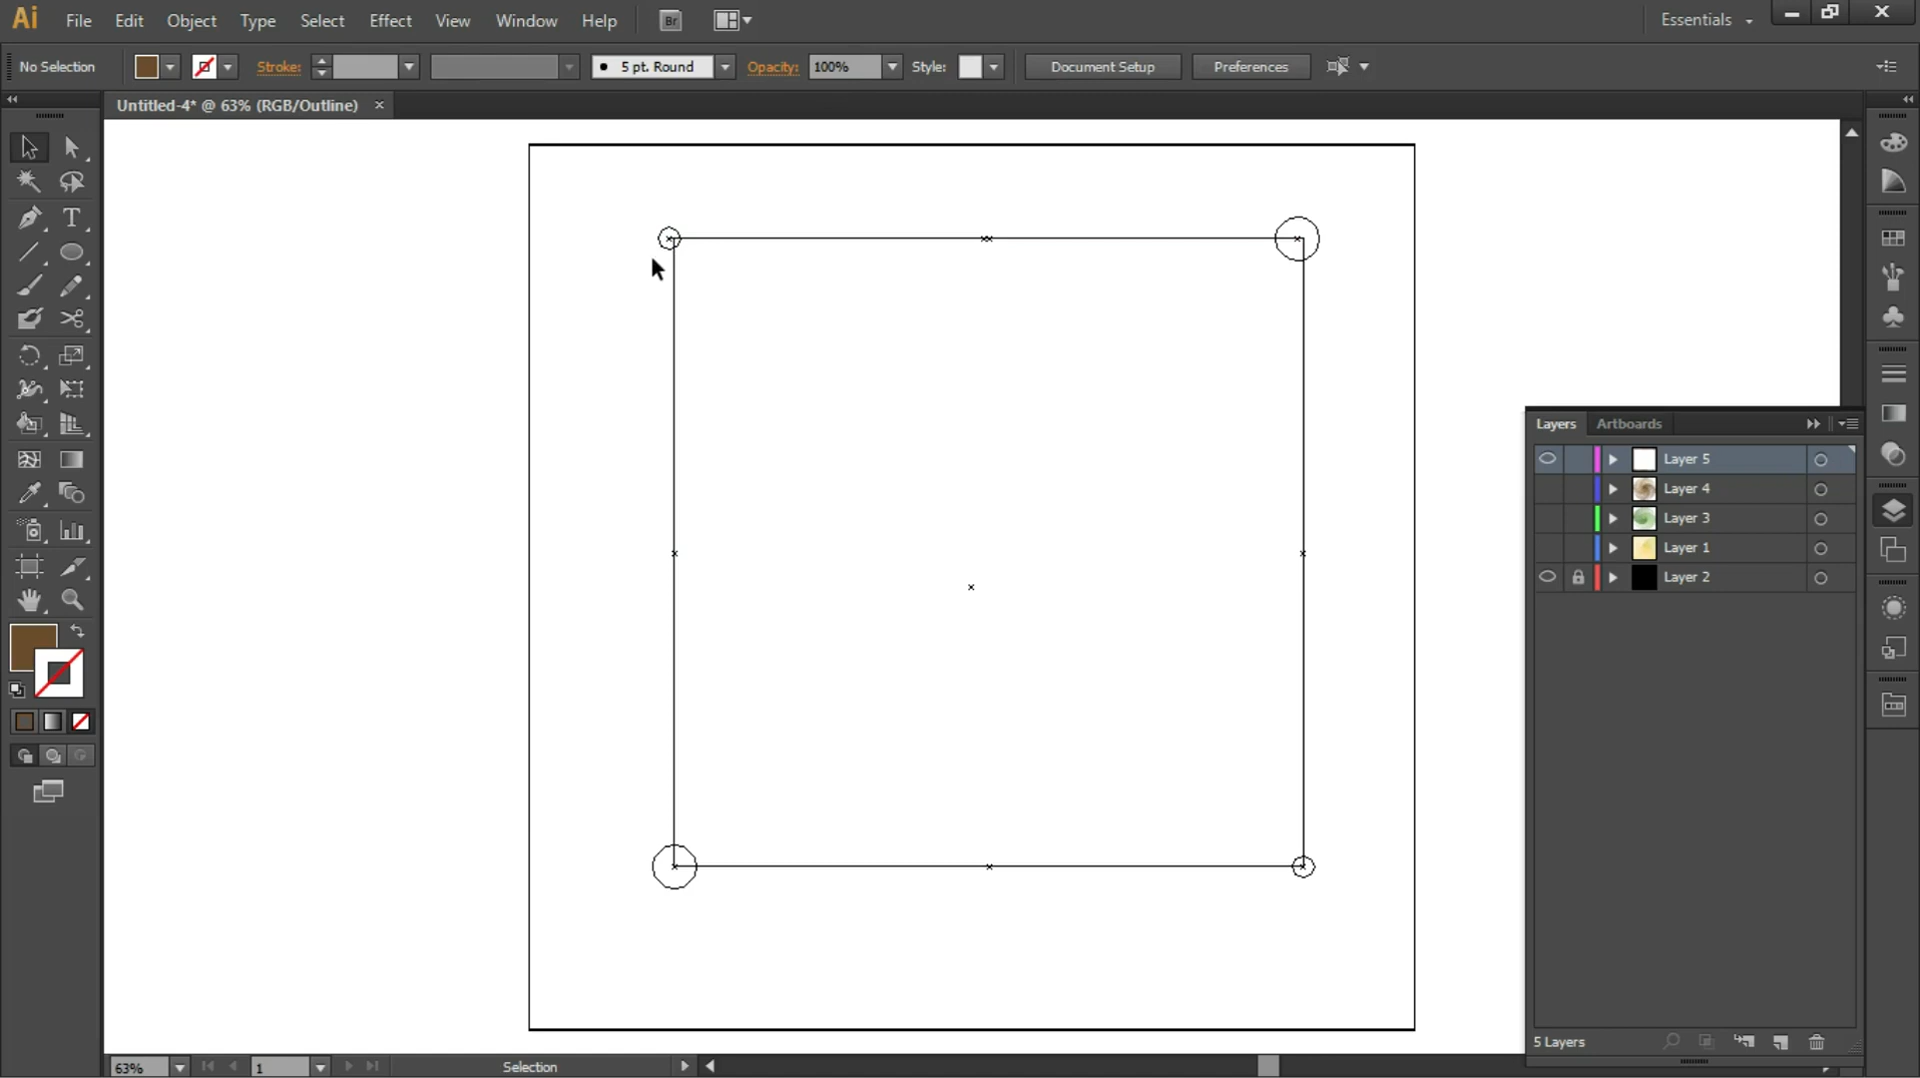 Ai File Edit Object Type Select Effect View Window Help Br Essentials
No Selection Stroke: 5 pt. Round Opacity: 100% Style: Document Setup Preferences
Untitled-4* @ 63% (RGB/Outline)
Layers Artboards
Layer 5
Layer 4
Layer 3
Layer 1
Layer 2
5 Layers
63% 1 Selection